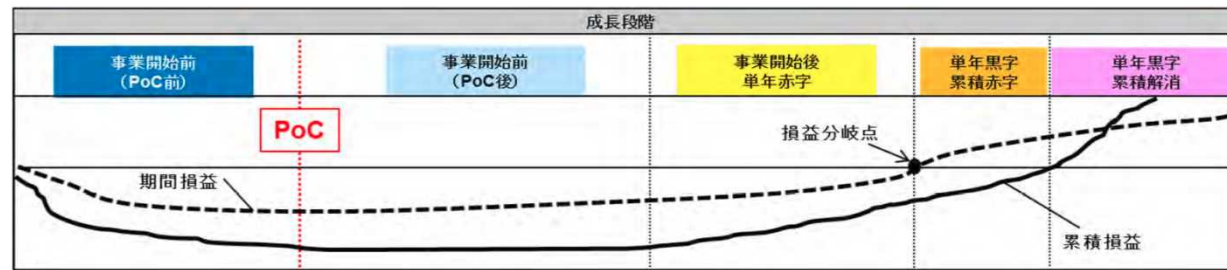 成長段階
事業開始前
（PoC前）
事業開始前
（PoC後）
事業開始後
単年赤字
単年黒字
累積赤字
単年黒字
累積解消
PoC
損益分岐点
期間損益
累積損益